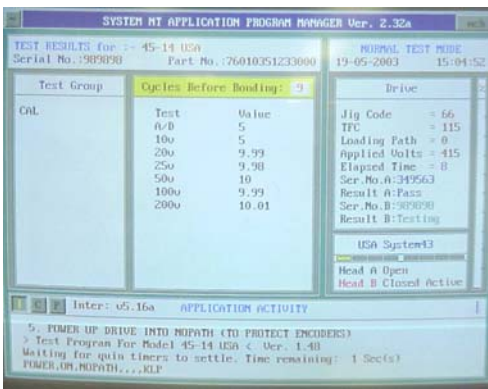 SYSTEM MT APPLICATION PROGRAM MANAGER Ver. 2.32a
TEST RESULTS for :- 45-14 USA
Serial No.:989898 Part No.:76010351233000
NORMAL TEST MODE
19-05-2003 15:04:52
Test Group
CAL
Cycles Before Bonding: 9
Test Value
A/D 5
10v 5
20v 9.99
25v 9.98
50v 10
100v 9.99
200v 10.01
Drive
Jig Code = 66
TFC = 115
Loading Path = 0
Applied Volts = 415
Elapsed Time = 8
Ser.No.A:349563
Result A:Pass
Ser.No.B:989898
Result B:Testing
USA System43
Head A Open
Head B Closed Active
I C P Inter: v5.16a APPLICATION ACTIVITY
5. POWER UP DRIVE INTO MOPATH (TO PROTECT ENCODERS)
> Test Program For Model 45-14 USA < Ver. 1.48
Waiting for quin timers to settle. Time remaining: 1 Sec(s)
POWER,ON,MOPATH,,,,KLP